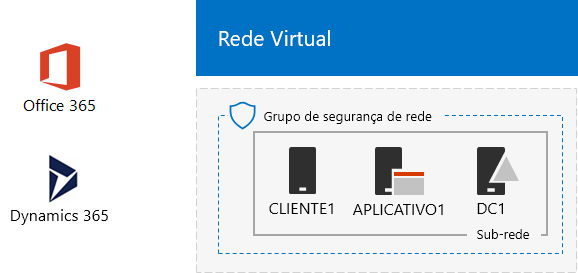 Office 365
Dynamics 365
Rede Virtual
Grupo de segurança de rede
CLIENTE1
APLICATIVO1
DC1
Sub-rede